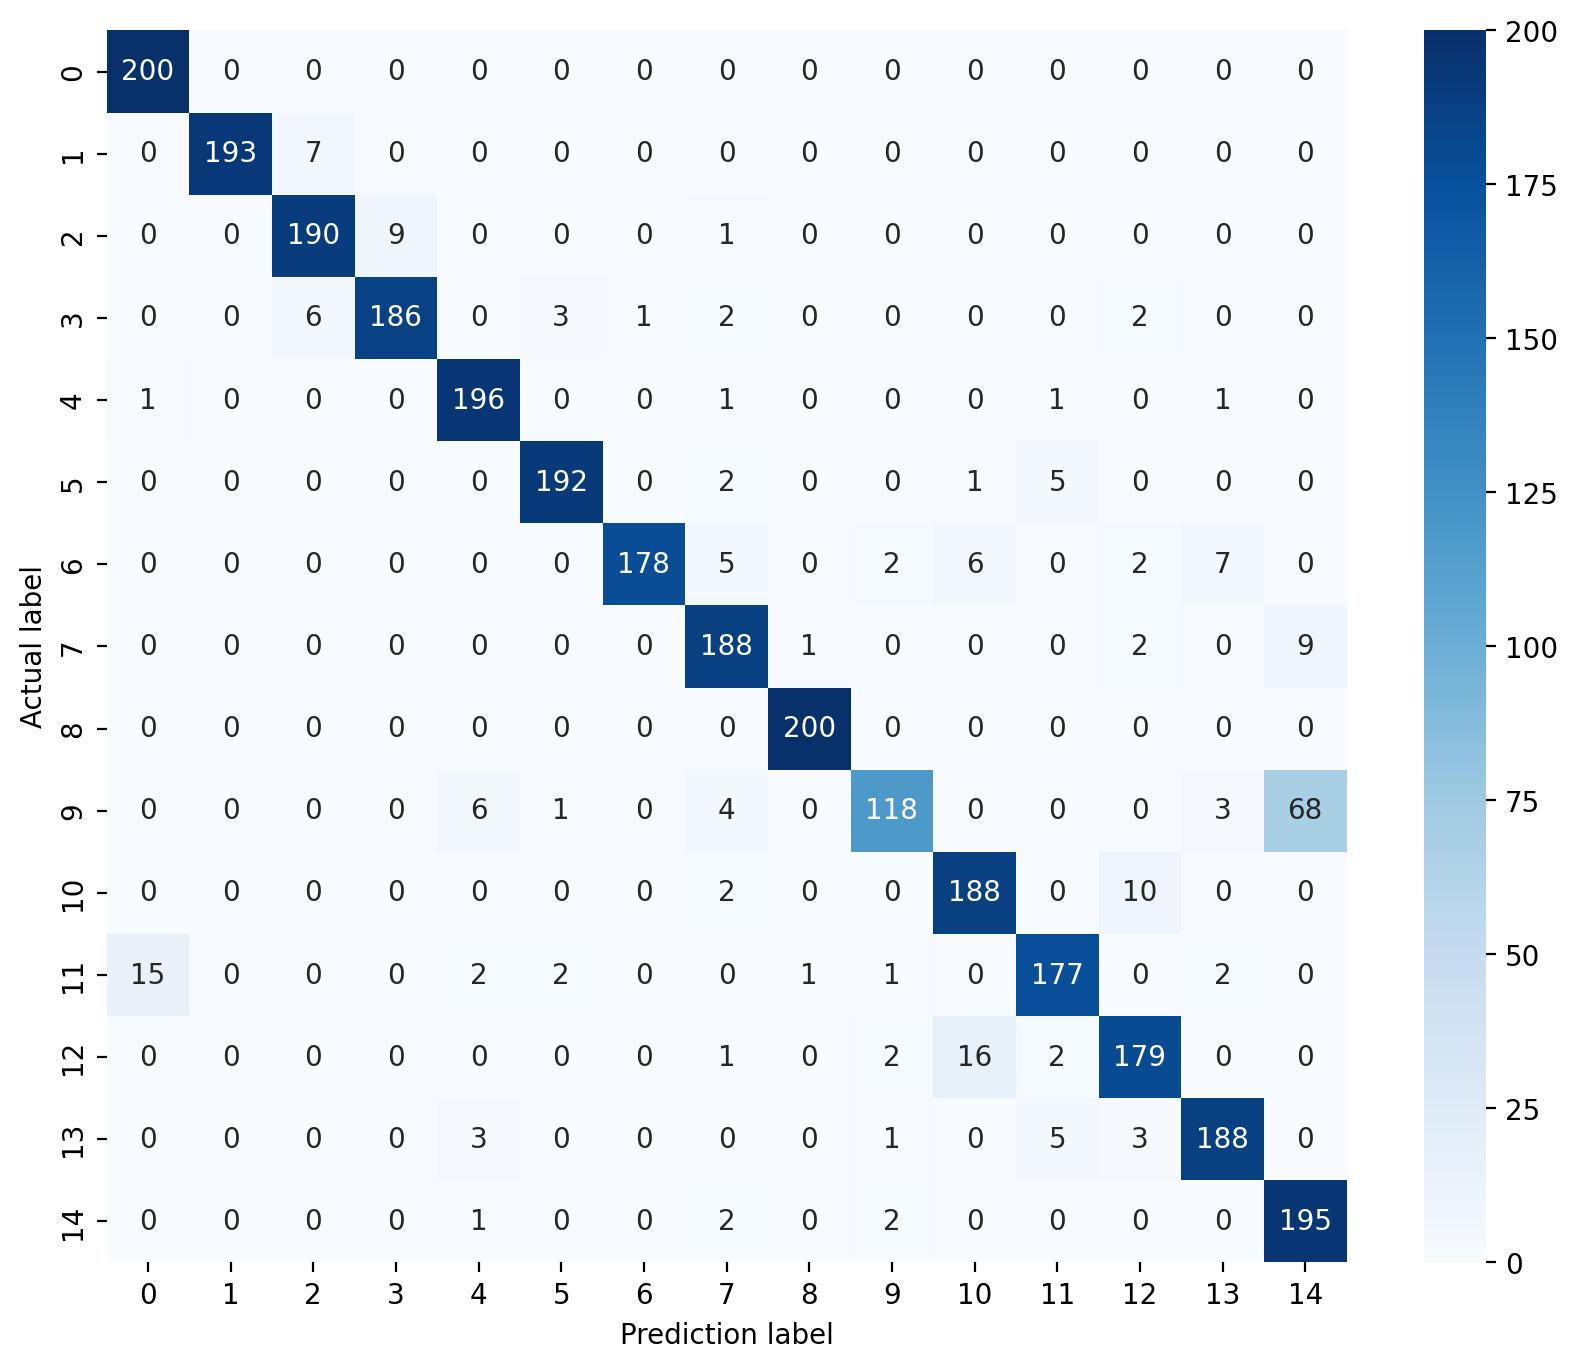 0 200 0 0 0 0 0 0 0 0 0 0 0 0 0 0
1 0 193 7 0 0 0 0 0 0 0 0 0 0 0 0
2 0 0 190 9 0 0 0 1 0 0 0 0 0 0 0
3 0 0 6 186 0 3 1 2 0 0 0 0 2 0 0
4 1 0 0 0 196 0 0 1 0 0 0 1 0 1 0
5 0 0 0 0 0 192 0 2 0 0 1 5 0 0 0
6 0 0 0 0 0 0 178 5 0 2 6 0 2 7 0
7 0 0 0 0 0 0 0 188 1 0 0 0 2 0 9
8 0 0 0 0 0 0 0 0 200 0 0 0 0 0 0
9 0 0 0 0 6 1 0 4 0 118 0 0 0 3 68
10 0 0 0 0 0 0 0 2 0 0 188 0 10 0 0
11 15 0 0 0 2 2 0 0 1 1 0 177 0 2 0
12 0 0 0 0 0 0 0 1 0 2 16 2 179 0 0
13 0 0 0 0 3 0 0 0 0 1 0 5 3 188 0
14 0 0 0 0 1 0 0 2 0 2 0 0 0 0 195
0 1 2 3 4 5 6 7 8 9 10 11 12 13 14
Prediction label
Actual label
200
175
150
125
100
75
50
25
0